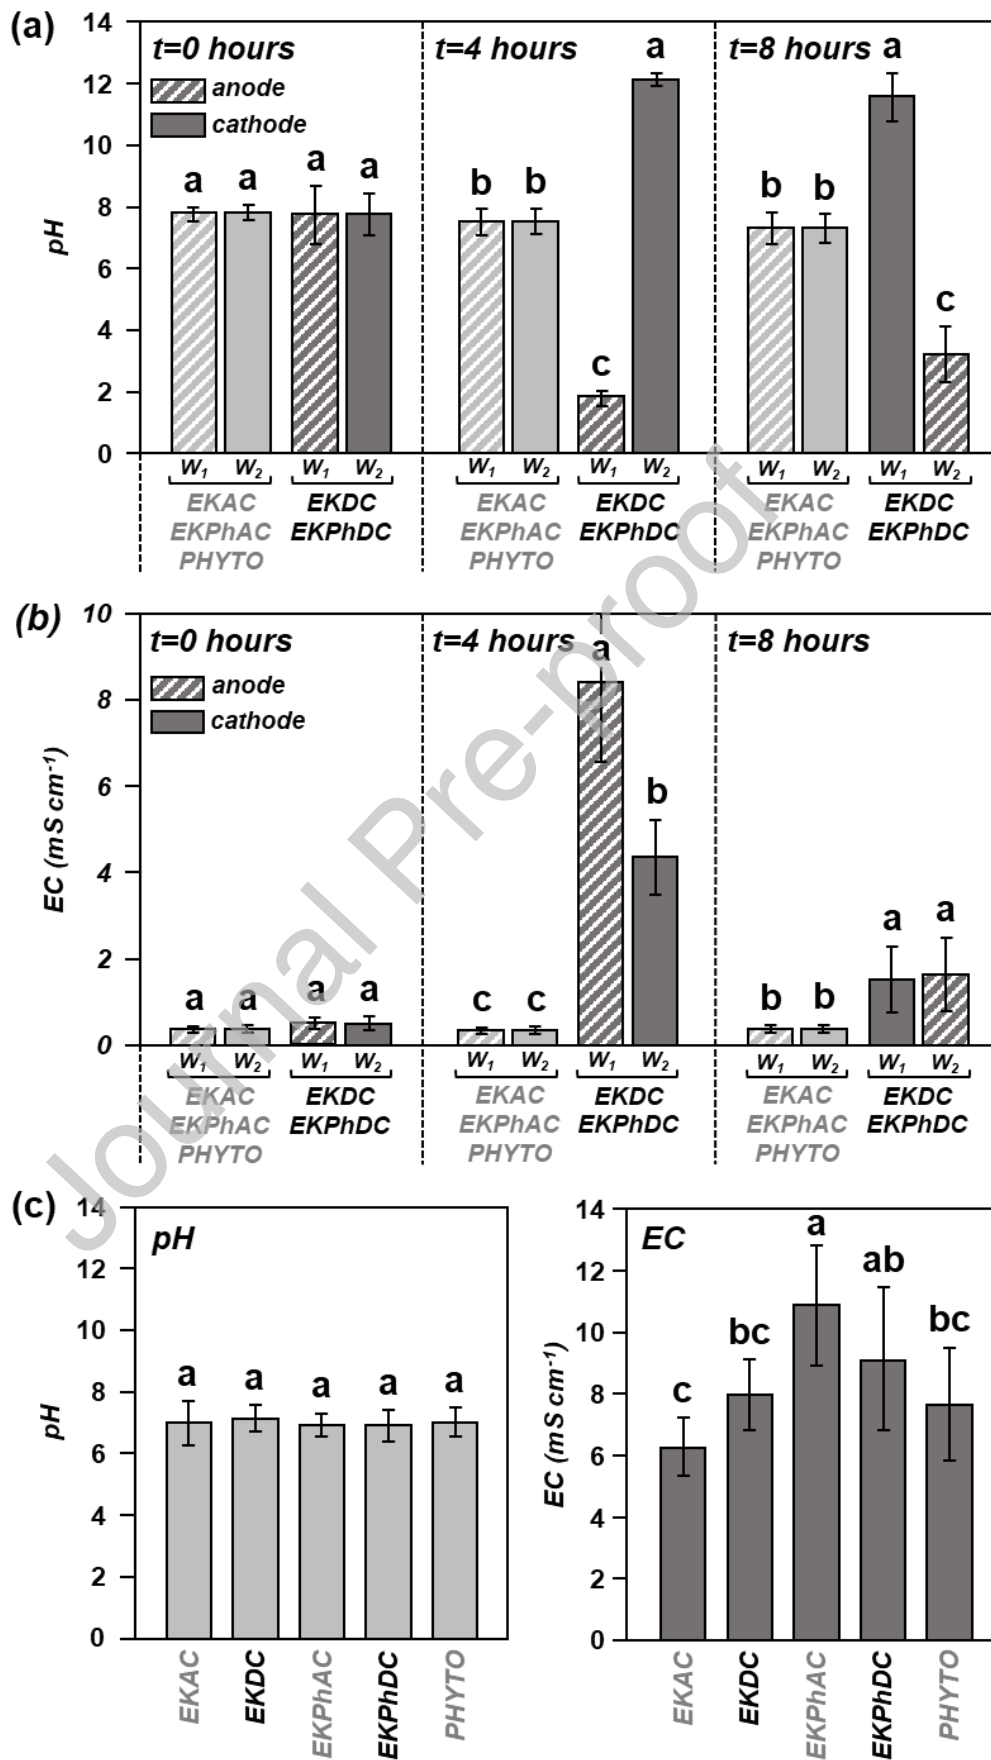 (a)
t=0 hours t=4 hours t=8 hours
anode
cathode
a a a a b b c a b b a c
pH
14
12
10
8
6
4
2
0
W1 W2 W1 W2 W1 W2 W1 W2 W1 W2 W1 W2
EKAC EKDC EKAC EKDC EKAC EKDC
EKPhAC EKPhDC EKPhAC EKPhDC EKPhAC EKPhDC
PHYTO PHYTO PHYTO
(b)
t=0 hours t=4 hours t=8 hours
anode
cathode
a a a a c c a b b b a a
EC (mS cm-1)
10
8
6
4
2
0
W1 W2 W1 W2 W1 W2 W1 W2 W1 W2 W1 W2
EKAC EKDC EKAC EKDC EKAC EKDC
EKPhAC EKPhDC EKPhAC EKPhDC EKPhAC EKPhDC
PHYTO PHYTO PHYTO
Journal Pre-proof
(c)
pH
a a a a a
pH
14
12
10
8
6
4
2
0
EKAC EKDC EKPhAC EKPhDC PHYTO
EC
c bc a ab bc
EC (mS cm-1)
14
12
10
8
6
4
2
0
EKAC EKDC EKPhAC EKPhDC PHYTO